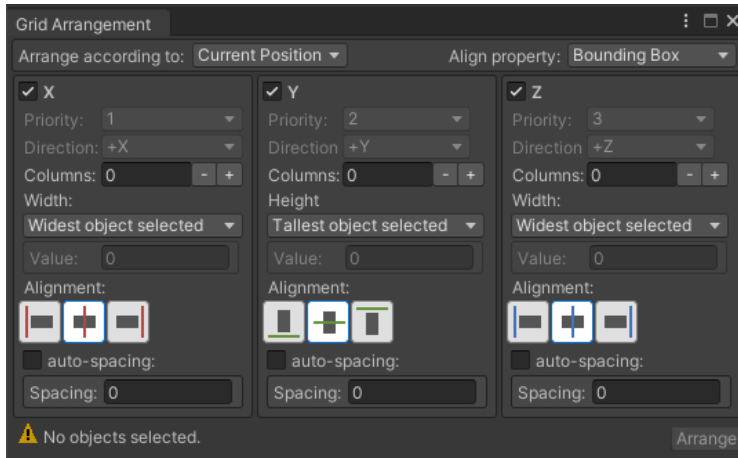 Grid Arrangement
Arrange according to: Current Position Align property: Bounding Box
X Y Z
Priority: 1 Priority: 2 Priority: 3
Direction: +X Direction +Y Direction +Z
Columns: 0 - + Columns: 0 - + Columns: 0 - +
Width: Height Width:
Widest object selected Tallest object selected Widest object selected
Value: 0 Value: 0 Value: 0
Alignment: Alignment: Alignment:
auto-spacing: auto-spacing: auto-spacing:
Spacing: 0 Spacing: 0 Spacing: 0
No objects selected. Arrange